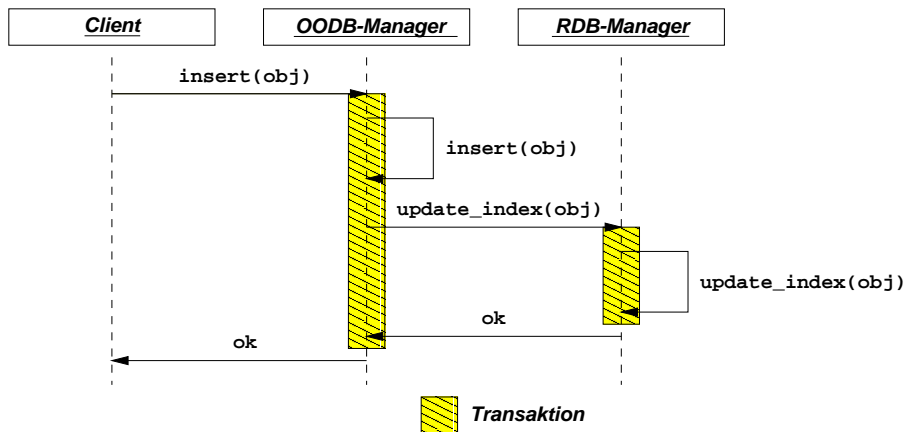 Client
OODB-Manager
RDB-Manager
insert(obj)
insert(obj)
update_index(obj)
update_index(obj)
ok
ok
Transaktion